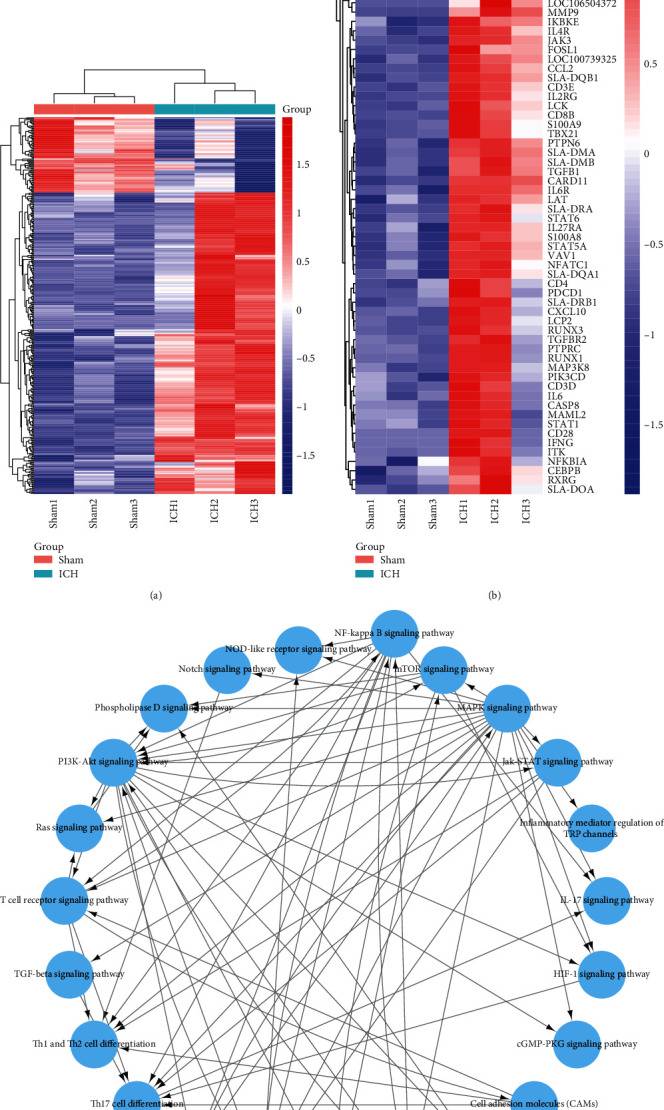 LOC106504372
MMP9
IKBKE
IL4R
JAK3
FOSL1
LOC100739325
CCL2
SLA-DQB1
CD3E
IL2RG
LCK
CD8B
S100A9
TBX21
PTPN6
SLA-DMA
SLA-DMB
TGFB1
CARD11
IL6R
LAT
SLA-DRA
STAT6
IL27RA
S100A8
STAT5A
VAV1
NFATC1
SLA-DQA1
CD4
PDCD1
SLA-DRB1
CXCL10
LCP2
RUNX3
TGFBR2
PTPRC
RUNX1
MAP3K8
PIK3CD
CD3D
IL6
CASP8
MAML2
STAT1
CD28
IFNG
ITK
NFKBIA
CEBPB
RXRG
SLA-DOA
0.5
0
−0.5
−1
−1.5
Group
1.5
1
0.5
0
−0.5
−1
−1.5
Sham1
Sham2
Sham3
ICH1
ICH2
ICH3
Sham1
Sham2
Sham3
ICH1
ICH2
ICH3
Group
Sham
ICH
Group
Sham
ICH
(a)
(b)
NF-kappa B signaling pathway
NOD-like receptor signaling pathway
Notch signaling pathway
mTOR signaling pathway
Phospholipase D signaling pathway
MAPK signaling pathway
PI3K-Akt signaling pathway
Jak-STAT signaling pathway
Ras signaling pathway
Inflammatory mediator regulation of
TRP channels
T cell receptor signaling pathway
IL-17 signaling pathway
TGF-beta signaling pathway
HIF-1 signaling pathway
Th1 and Th2 cell differentiation
cGMP-PKG signaling pathway
Th17 cell differentiation
Cell adhesion molecules (CAMs)